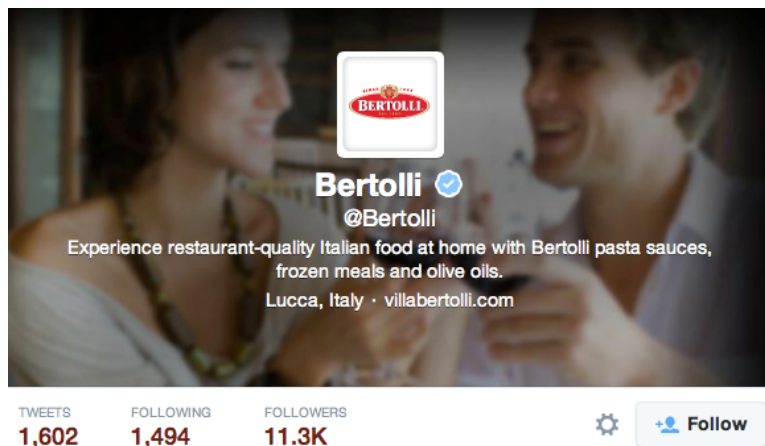 BERTOLLI
Bertolli
@Bertolli
Experience restaurant-quality Italian food at home with Bertolli pasta sauces,
frozen meals and olive oils.
Lucca, Italy · villabertolli.com
TWEETS FOLLOWING FOLLOWERS
1,602 1,494 11.3K Follow